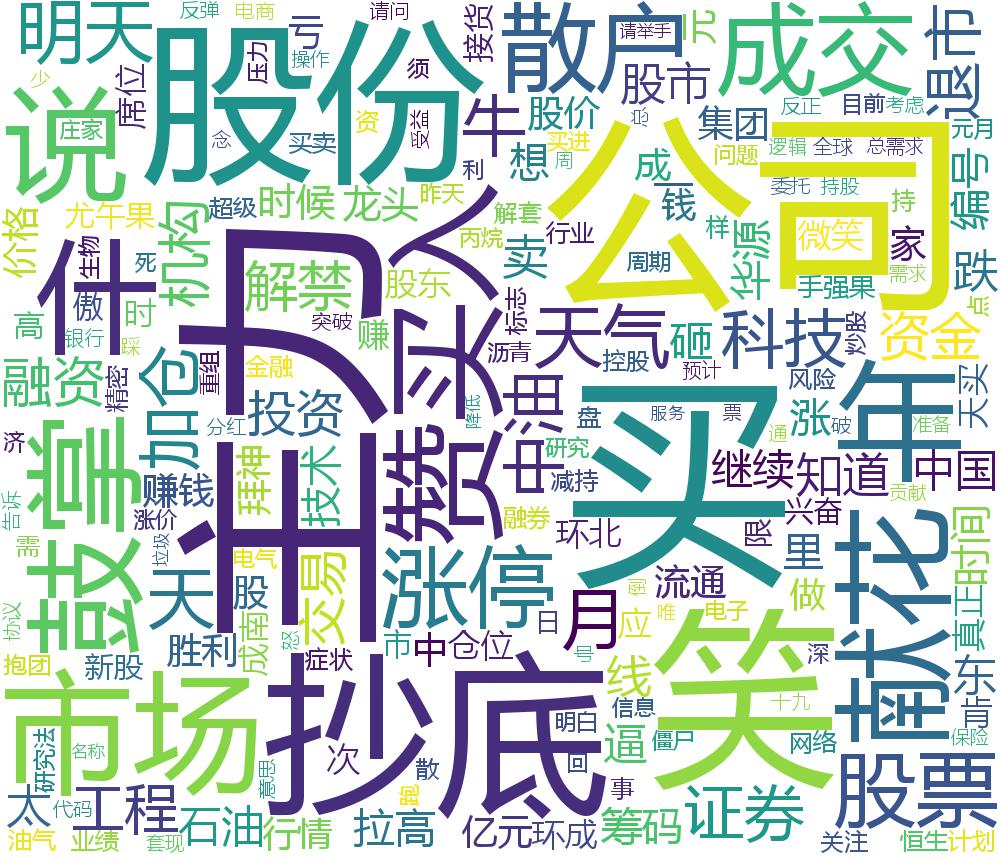 明天
股份
散户
成交
退市
反弹
电商
请问
亏
接货
请举手
元
操作
压力
须
少
席位
庄家
说
念
买卖
资
受益
牛
股价
股市
买进
集团
反正
目前
考虑
元月
问题
逻辑
全球
总需求
编号
想
周
利
成
钱
公司
委托
持股
持
价格
尤午果
机构
超级
时候
龙头
昨天
解套
行业
样
华源
微笑
家
需求
跌
丙烷
卖
周期
手强果
点
生物
死
傲
解禁
股东
标志
高
时
银行
踩
突破
赚
沥青
天气
控股
砸
科技
炒股
资金
预计
风险
融资
精密
加仓
重组
金融
投资
分红
降低
油
盘
服务
票
涨
破
准备
天买
通
济
鼓掌
主力
赞
买入
买
拜神
技术
中
研究
减持
继续
知道
中国
贡献
赚钱
涨价
告诉
垃圾
需
融券
环北
限
兴奋
里
献花
真正
时间
电气
交易
涨停
股
天
流通
月
倒
唯
电子
做
应
协议
成南
怒
抱团
新股
胜利
症状
市
中
仓位
日
号
线
笑
深
东
市场
抄底
十九
肯
信息
明白
研究法
名称
意思
次
散
回
逼
僵尸
网络
保险
股票
太
代码
工程
跑
事
油气
业绩
套现
石油
行情
拉高
亿元
环成
筹码
证券
关注
恒生
计划